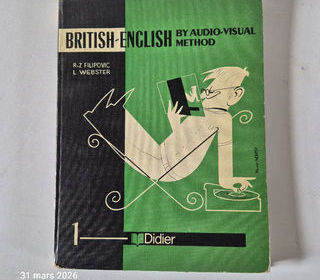 BRITISH-ENGLISH BY AUDIO-VISUAL
METHOD
R-Z FILIPOVIC
L WEBSTER
1
Didier
31 mars 2026